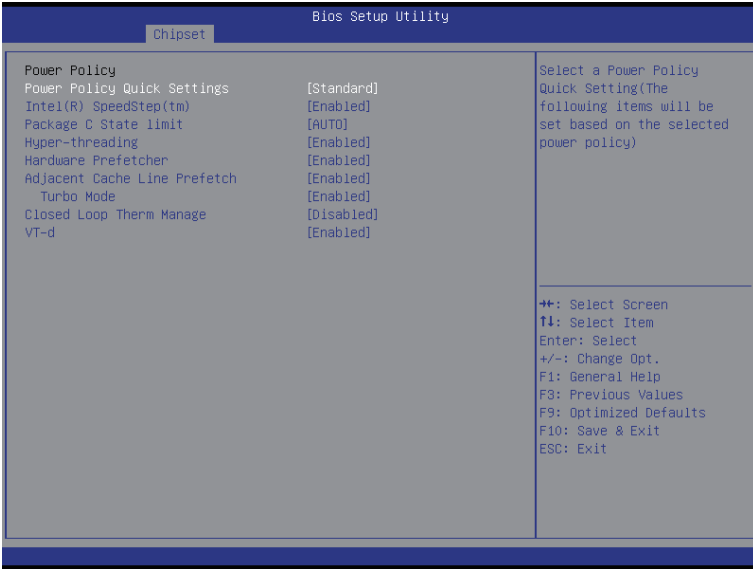 Bios Setup Utility
Chipset
Power Policy
Power Policy Quick Settings [Standard]
Intel(R) SpeedStep(tm) [Enabled]
Package C State limit [AUTO]
Hyper-threading [Enabled]
Hardware Prefetcher [Enabled]
Adjacent Cache Line Prefetch [Enabled]
Turbo Mode [Enabled]
Closed Loop Therm Manage [Disabled]
VT-d [Enabled]
Select a Power Policy
Quick Setting(The
following items will be
set based on the selected
power policy)
→←: Select Screen
↑↓: Select Item
Enter: Select
+/-: Change Opt.
F1: General Help
F3: Previous Values
F9: Optimized Defaults
F10: Save & Exit
ESC: Exit